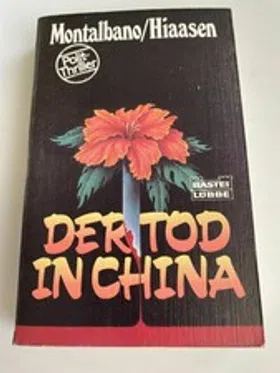 Montalbano/Hiaasen
Polit-
Thriller
BASTEI
LÜBBE
DER TOD
IN CHINA